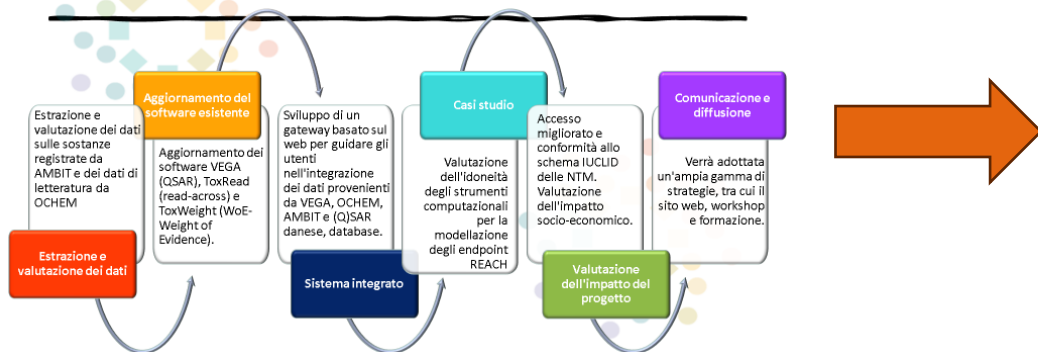 Estrazione e
valutazione dei dati
sulle sostanze
registrate da
AMBIT e dei dati di
letteratura da
OCHEM
Estrazione e
valutazione dei dati
Aggiornamento del
software esistente
Aggiornamento dei
software VEGA
(QSAR), ToxRead
(read-across) e
ToxWeight (WoE-
Weight of
Evidence).
Sviluppo di un
gateway basato sul
web per guidare gli
utenti
nell'integrazione
dei dati provenienti
da VEGA, OCHEM,
AMBIT e (Q)SAR
danese, database.
Sistema integrato
Casi studio
Valutazione
dell'idoneità
degli strumenti
computazionali
per la
modellazione
degli endpoint
REACH
Accesso
migliorato e
conformità allo
schema IUCLID
delle NTM.
Valutazione
dell'impatto
socio-economico.
Valutazione
dell'impatto del
progetto
Comunicazione e
diffusione
Verrà adottata
un'ampia gamma di
strategie, tra cui il
sito web, workshop
e formazione.